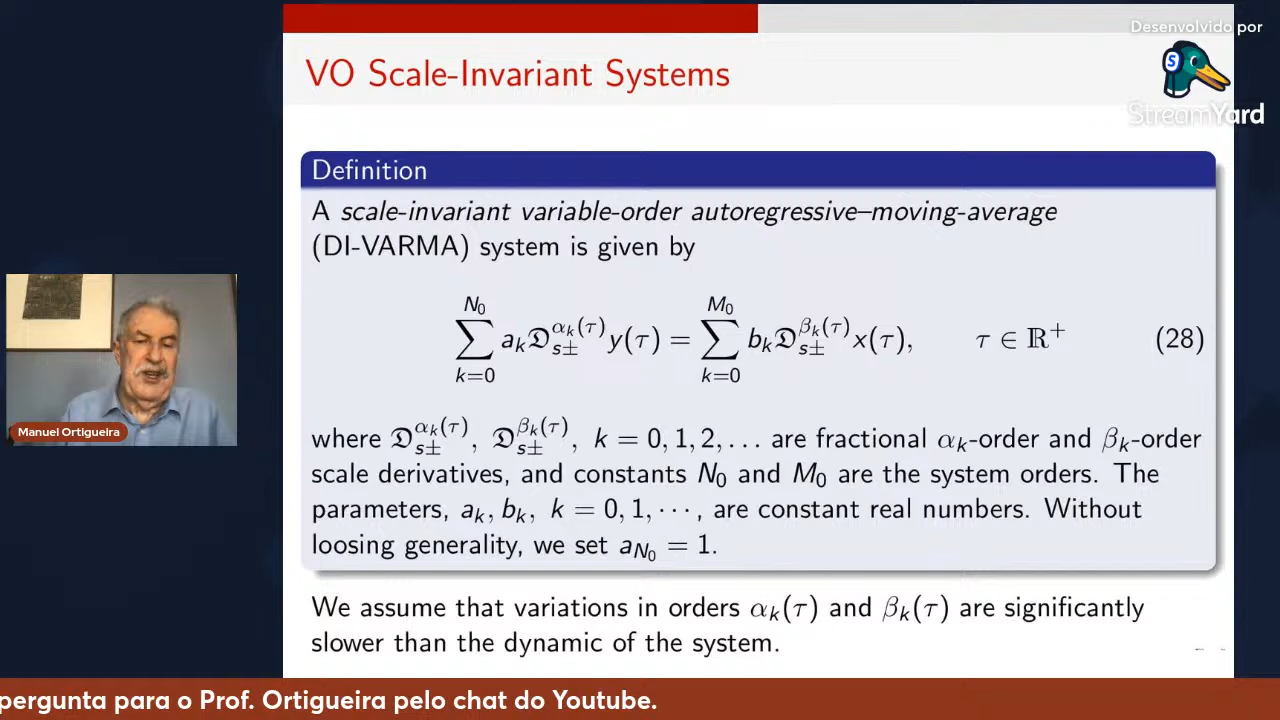 Desenvolvido por
StreamYard
VO Scale-Invariant Systems
Definition
A scale-invariant variable-order autoregressive–moving-average
(DI-VARMA) system is given by
$\sum_{k=0}^{N_0} a_k \mathfrak{D}_{s\pm}^{\alpha_k(\tau)} y(\tau) = \sum_{k=0}^{M_0} b_k \mathfrak{D}_{s\pm}^{\beta_k(\tau)} x(\tau), \quad \tau \in \mathbb{R}^+$ (28)
where $\mathfrak{D}_{s\pm}^{\alpha_k(\tau)}$, $\mathfrak{D}_{s\pm}^{\beta_k(\tau)}$, $k = 0, 1, 2, \ldots$ are fractional $\alpha_k$-order and $\beta_k$-order
scale derivatives, and constants $N_0$ and $M_0$ are the system orders. The
parameters, $a_k, b_k, \; k = 0, 1, \cdots$, are constant real numbers. Without
loosing generality, we set $a_{N_0} = 1$.
We assume that variations in orders $\alpha_k(\tau)$ and $\beta_k(\tau)$ are significantly
slower than the dynamic of the system.
Manuel Ortigueira
pergunta para o Prof. Ortigueira pelo chat do Youtube.